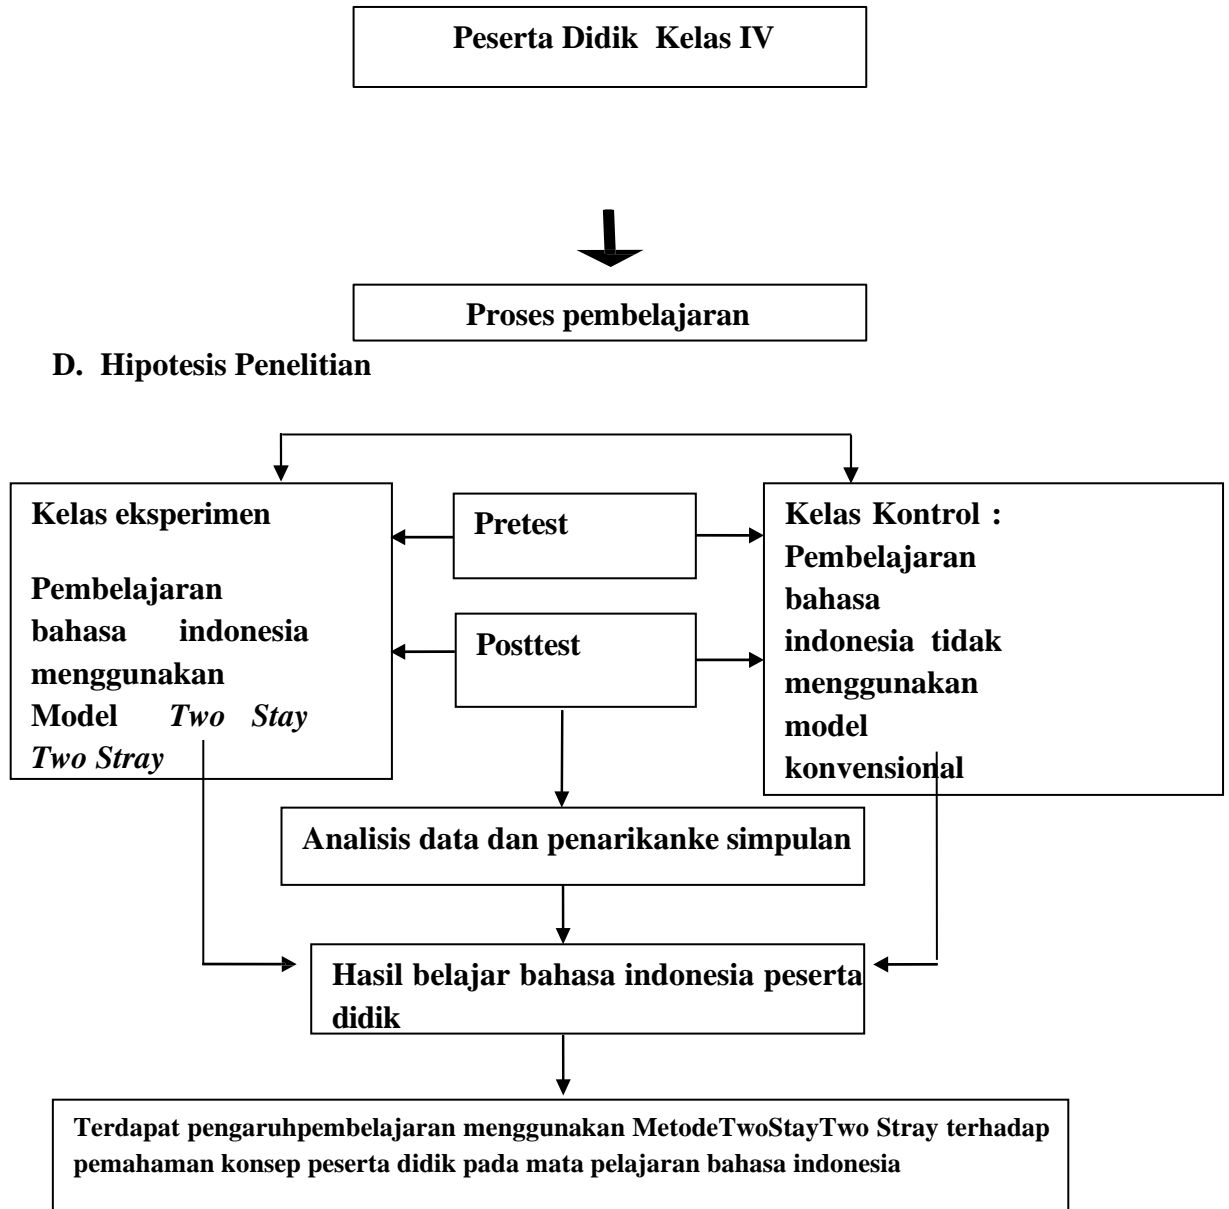 Peserta Didik Kelas IV
Proses pembelajaran
D. Hipotesis Penelitian
Kelas eksperimen
Pembelajaran
bahasa indonesia
menggunakan
Model Two Stay
Two Stray
Pretest
Posttest
Kelas Kontrol :
Pembelajaran
bahasa
indonesia tidak
menggunakan
model
konvensional
Analisis data dan penarikanke simpulan
Hasil belajar bahasa indonesia peserta
didik
Terdapat pengaruhpembelajaran menggunakan MetodeTwoStayTwo Stray terhadap
pemahaman konsep peserta didik pada mata pelajaran bahasa indonesia